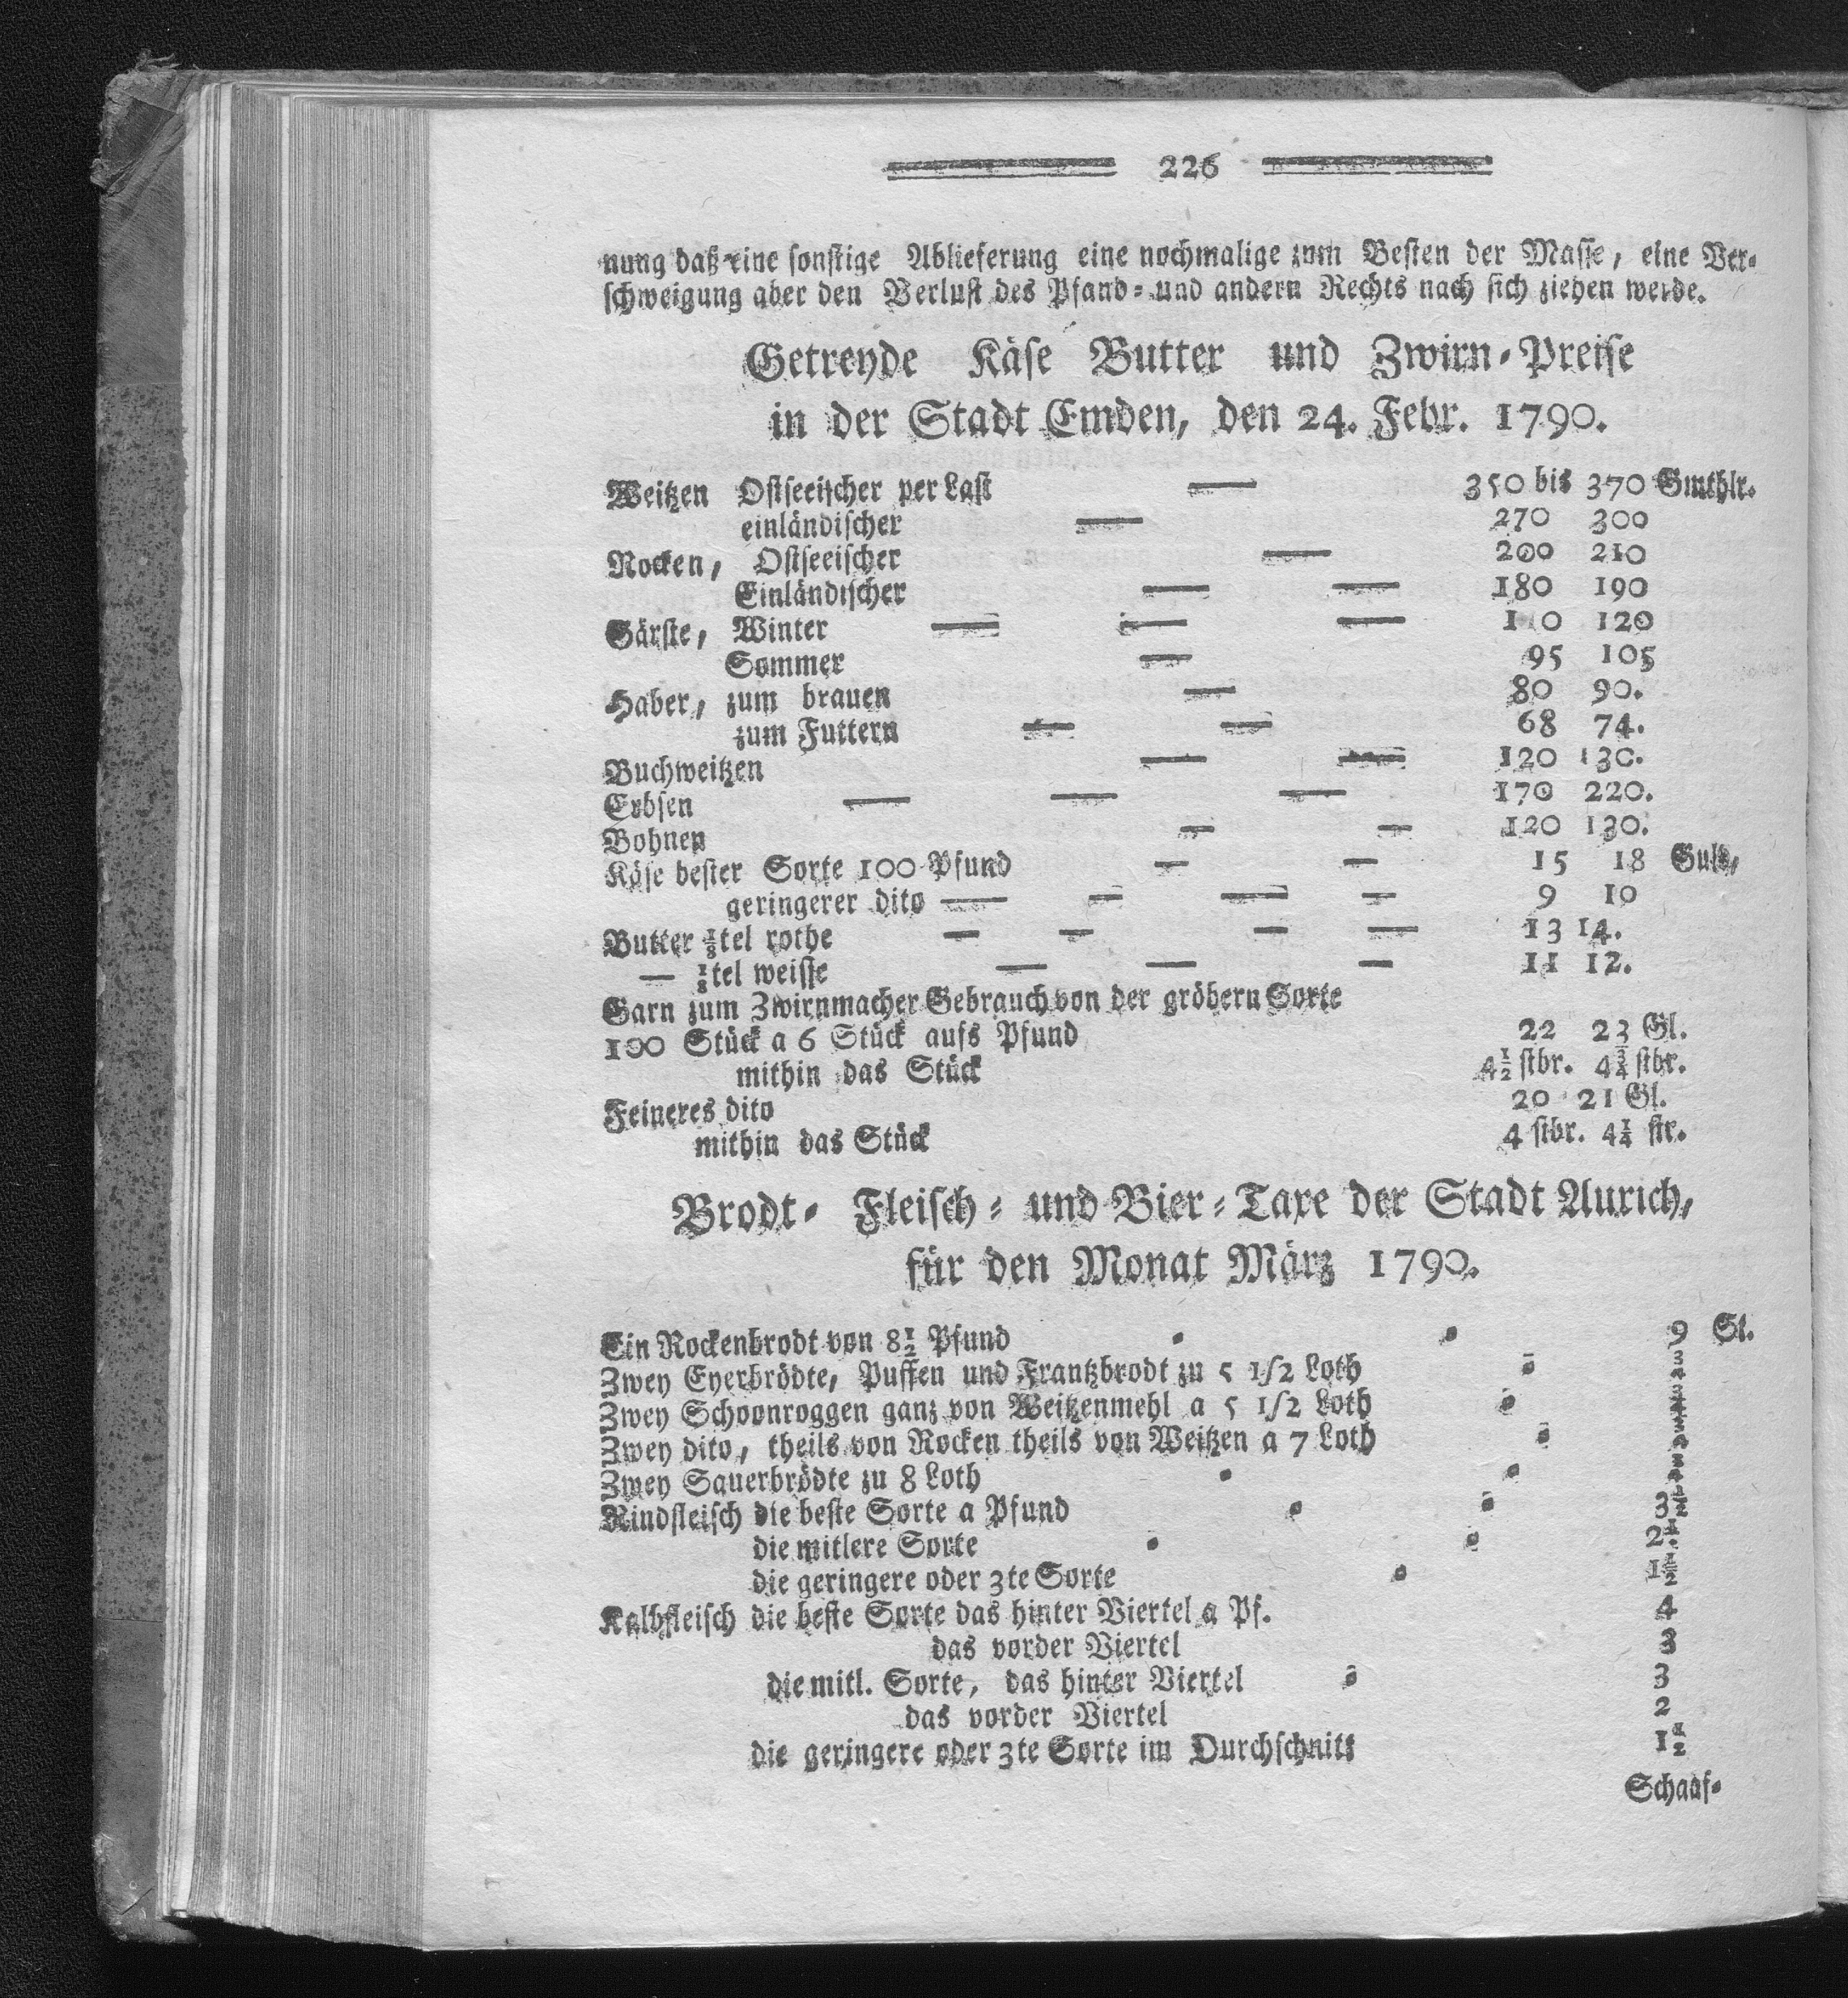 226
nung daß eine sonstige Ablieferung eine nochmalige zum Besten der Masse, eine Ver-
schweigung aber den Verlust des Pfand- und andern Rechts nach sich ziehen werde.
Getreyde Käse Butter und Zwirn-Preise
in der Stadt Emden, den 24. Febr. 1790.
Weitzen Ostseeischer per Last — 350 bis 370 Gmthlr.
einländischer — 270 300
Rocken, Ostseeischer — 200 210
Einländischer — — 180 190
Gärste, Winter — — — 110 120
Sommer — 95 105
Haber, zum brauen — 80 90.
zum Futtern — — 68 74.
Buchweitzen — — 120 130.
Erbsen — — — 170 220.
Bohnen — — 120 130.
Käse bester Sorte 100 Pfund — — 15 18 Guld,
geringerer dito — — — — 9 10
Butter ⅛tel rothe — — — — 13 14.
— ⅛tel weisse — — — 11 12.
Garn zum Zwirnmacher Gebrauch von der gröbern Sorte
100 Stück a 6 Stück aufs Pfund 22 23 Gl.
mithin das Stück 4½ stbr. 4¾ stbr.
Feineres dito 20 21 Gl.
mithin das Stück 4 stbr. 4¼ str.
Brodt- Fleisch- und Bier-Taxe der Stadt Aurich,
für den Monat März 1790.
Ein Rockenbrodt von 8½ Pfund 9 St.
Zwey Eyerbrödte, Puffen und Frantzbrodt zu 5 1/2 Loth ¾
Zwey Schoonroggen ganz von Weitzenmehl a 5 1/2 Loth ¾
Zwey dito, theils von Rocken theils von Weitzen a 7 Loth
Zwey Sauerbrödte zu 8 Loth
Rindfleisch die beste Sorte a Pfund 3½
die mitlere Sorte
die geringere oder 3te Sorte 1½
Kalbfleisch die beste Sorte das hinter Viertel a Pf. 4
das vorder Viertel 3
die mitl. Sorte, das hinter Viertel 3
das vorder Viertel 2
die geringere oder 3te Sorte im Durchschnitt 1½
Schaaf-